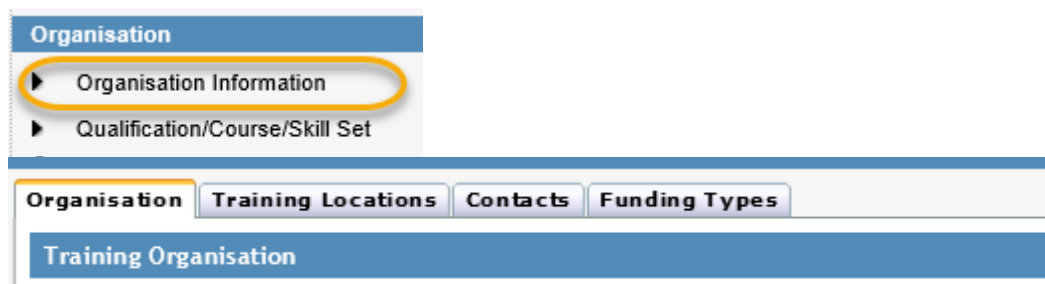 Organisation
Organisation Information
Qualification/Course/Skill Set
Organisation Training Locations Contacts Funding Types
Training Organisation